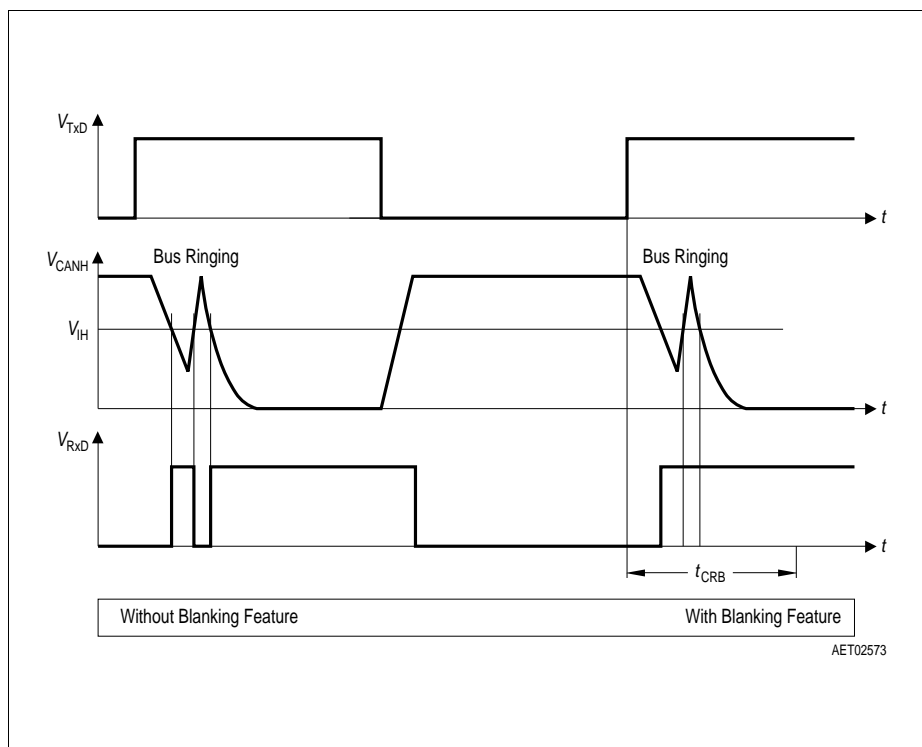 VTxD
t
VCANH
Bus Ringing
Bus Ringing
VIH
t
VRxD
t
tCRB
Without Blanking Feature
With Blanking Feature
AET02573